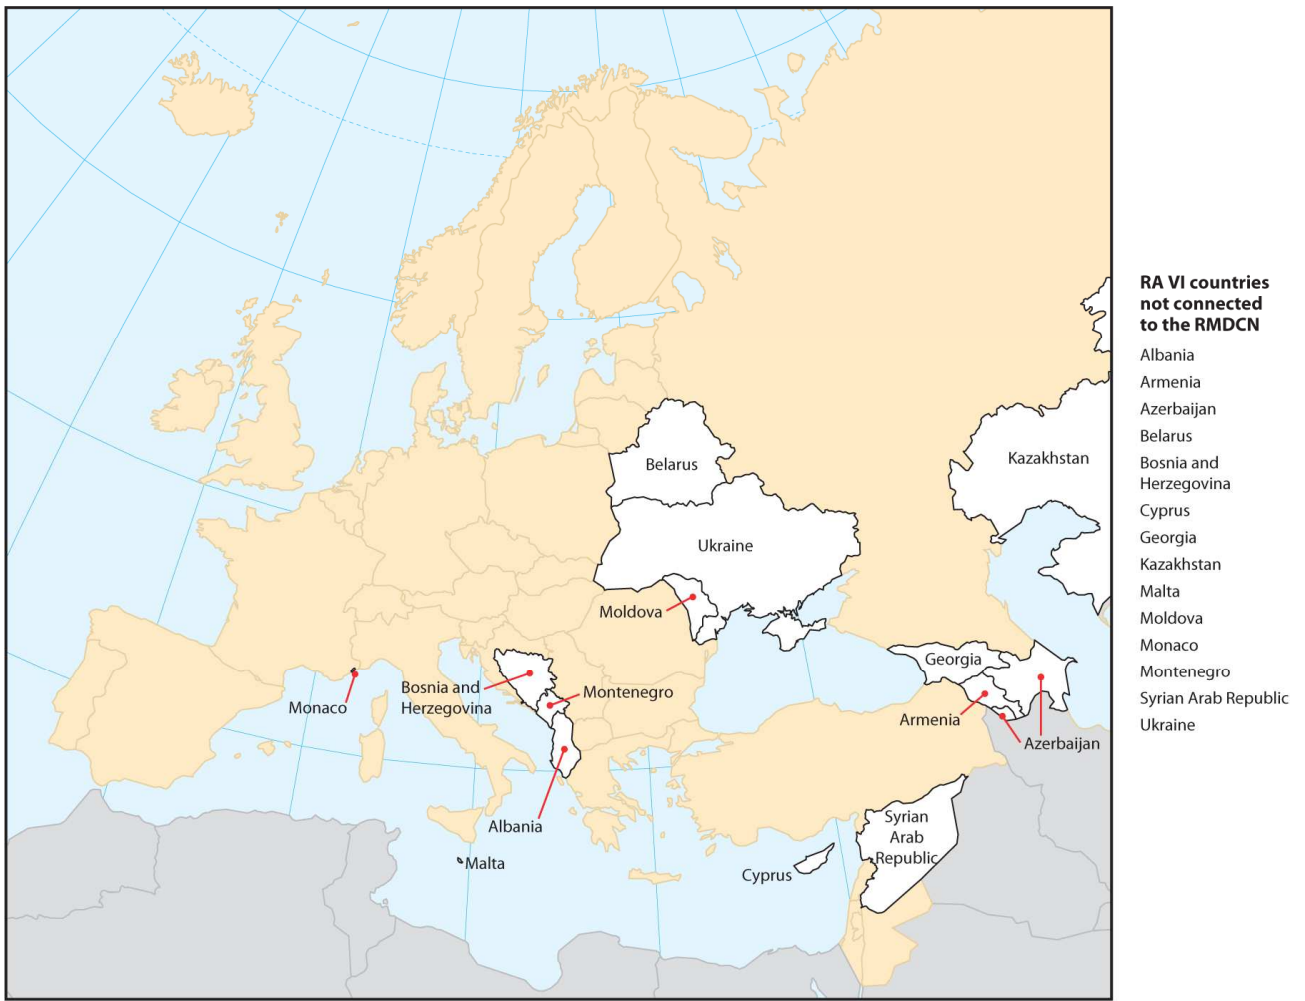 Belarus
Kazakhstan
Ukraine
Moldova
Georgia
Bosnia and
Herzegovina
Montenegro
Monaco
Armenia
Azerbaijan
Albania
Syrian
Arab
Republic
Malta
Cyprus
RA VI countries
not connected
to the RMDCN
Albania
Armenia
Azerbaijan
Belarus
Bosnia and
Herzegovina
Cyprus
Georgia
Kazakhstan
Malta
Moldova
Monaco
Montenegro
Syrian Arab Republic
Ukraine